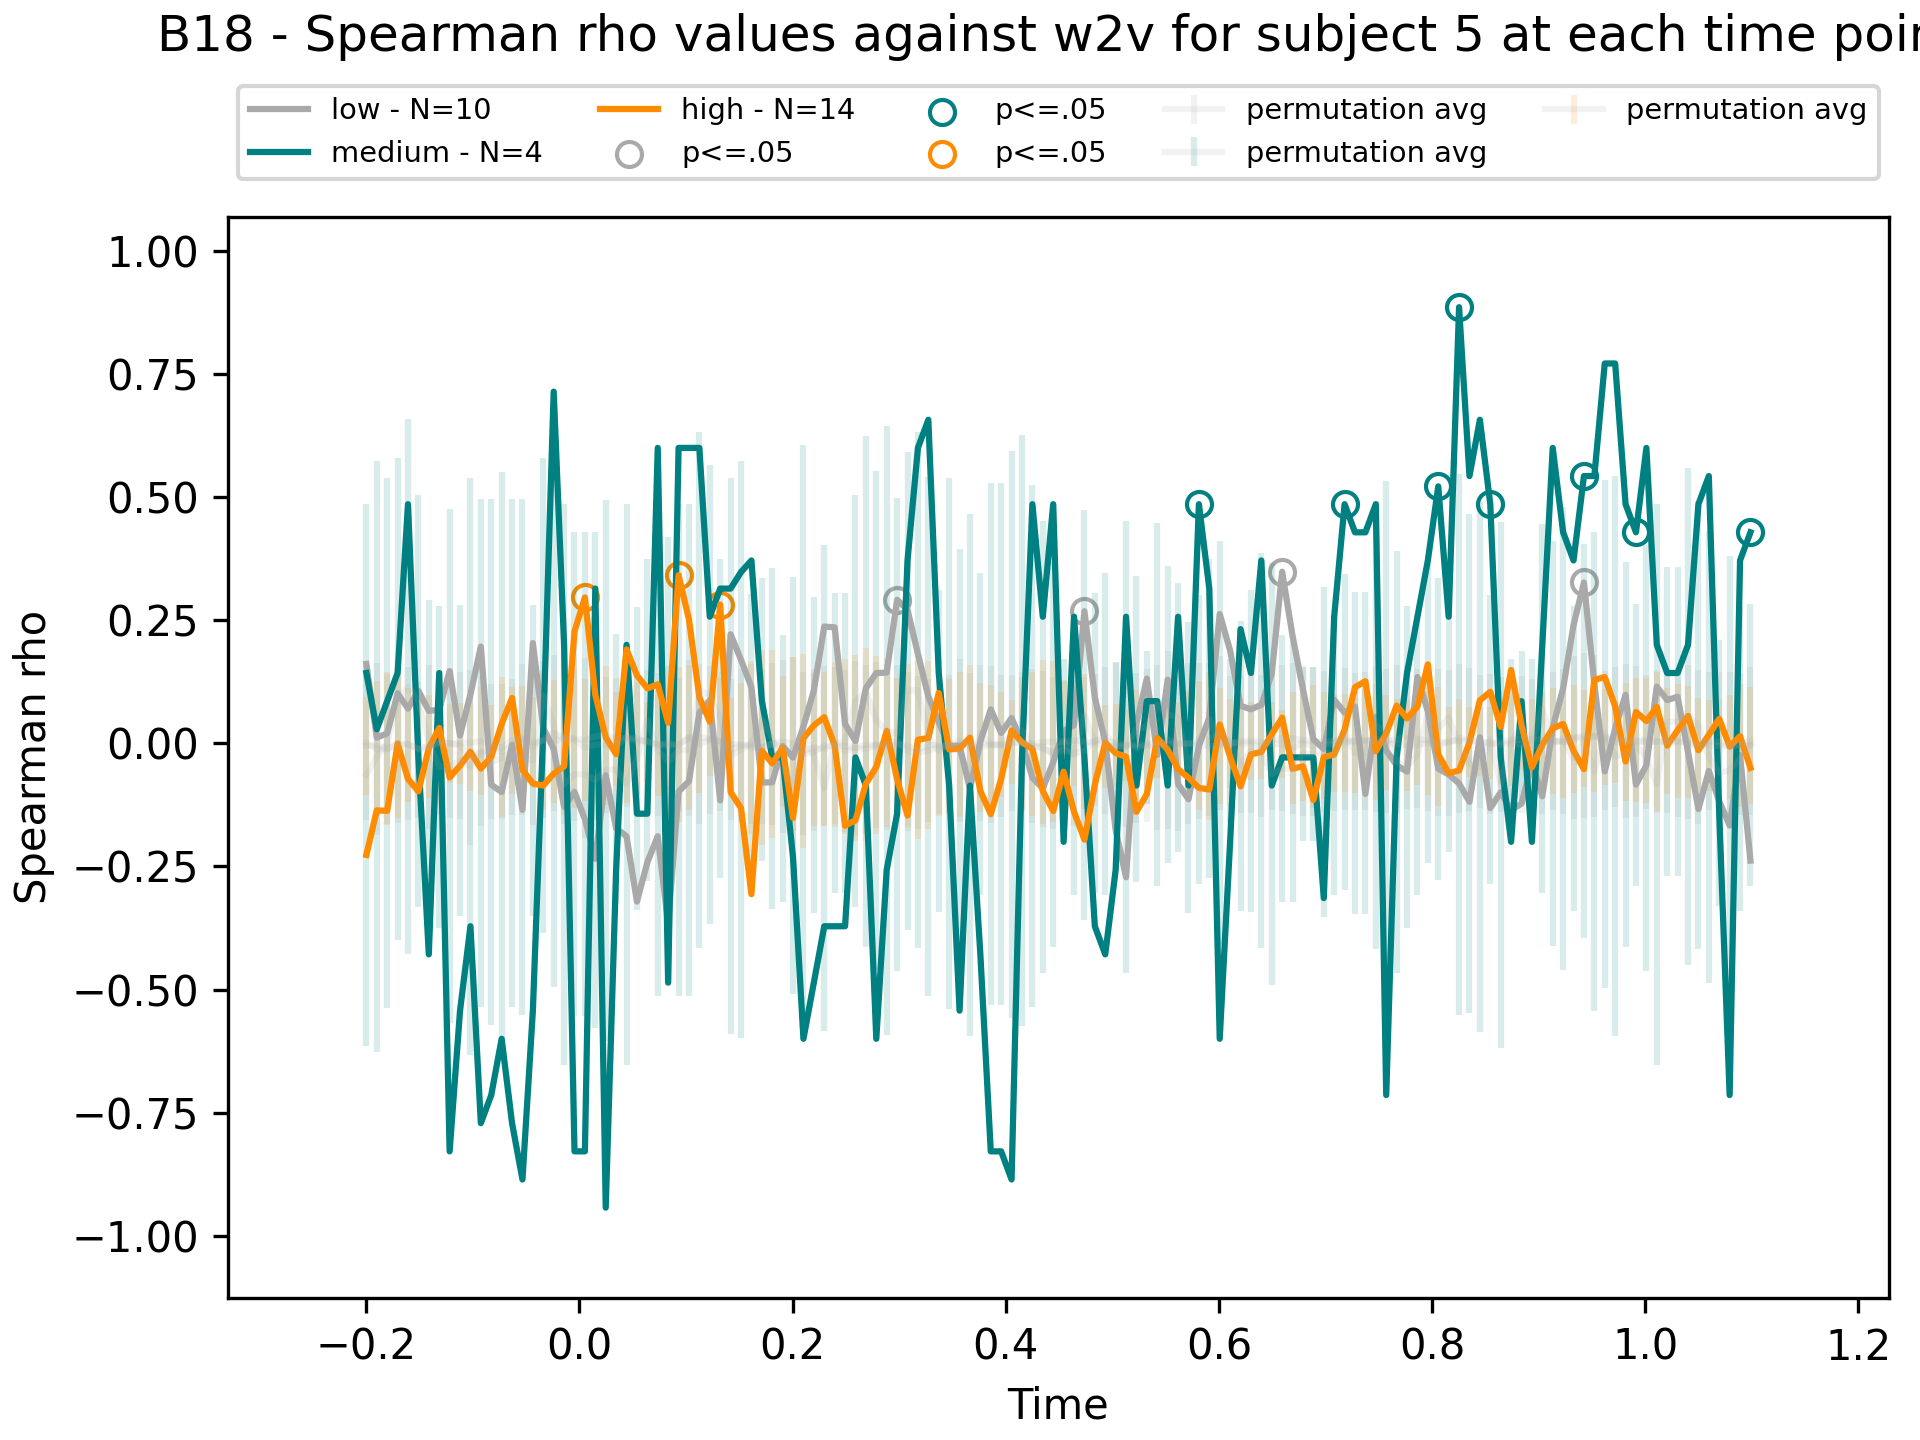 B18 - Spearman rho values against w2v for subject 5 at each time
low - N=10 high - N=14 p<=.05 permutation avg permutation avg
medium - N=4 p<=.05 p<=.05 permutation avg
1.00
0.75
0.50
0.25
0.00
−0.25
−0.50
−0.75
−1.00
Spearman rho
−0.2 0.0 0.2 0.4 0.6 0.8 1.0 1.2
Time